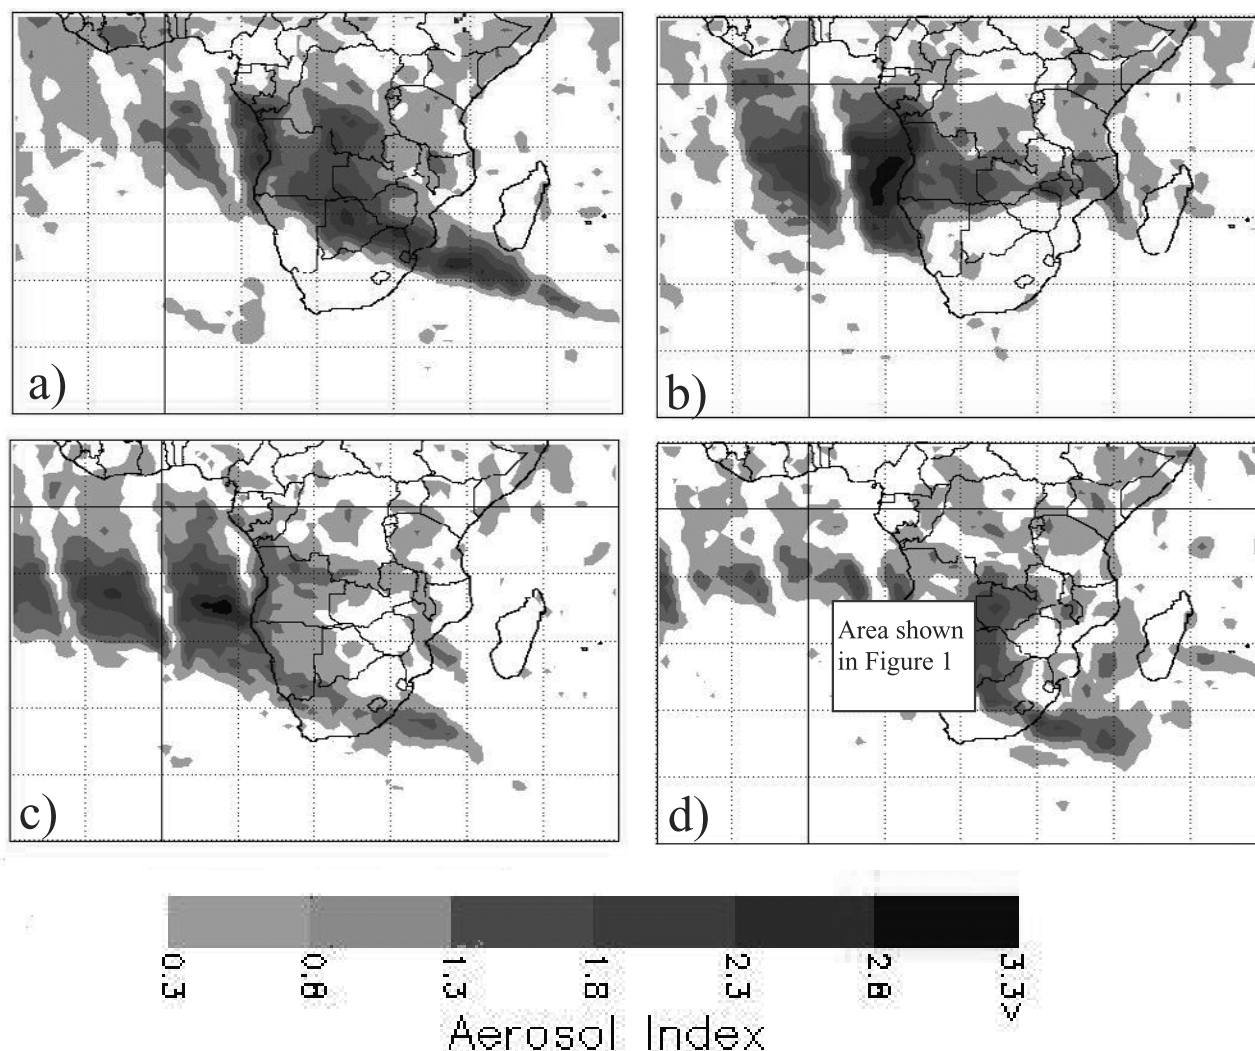 a)
b)
c)
d)
Area shown
in Figure 1
0.3 0.8 1.3 1.8 2.3 2.8 3.3>
Aerosol Index